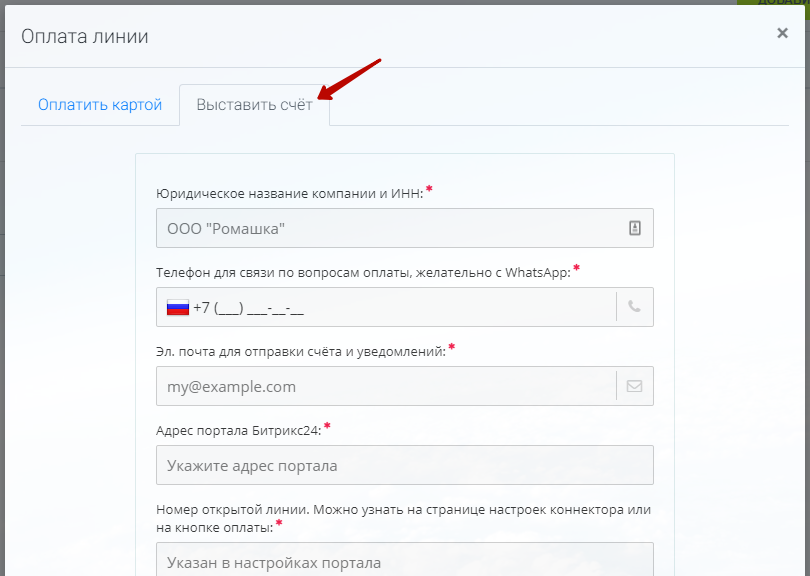 Оплата линии
×
Оплатить картой
Выставить счёт
Юридическое название компании и ИНН:*
ООО "Ромашка"
Телефон для связи по вопросам оплаты, желательно с WhatsApp:*
+7 (___) ___-__-__
Эл. почта для отправки счёта и уведомлений:*
my@example.com
Адрес портала Битрикс24:*
Укажите адрес портала
Номер открытой линии. Можно узнать на странице настроек коннектора или
на кнопке оплаты:*
Указан в настройках портала